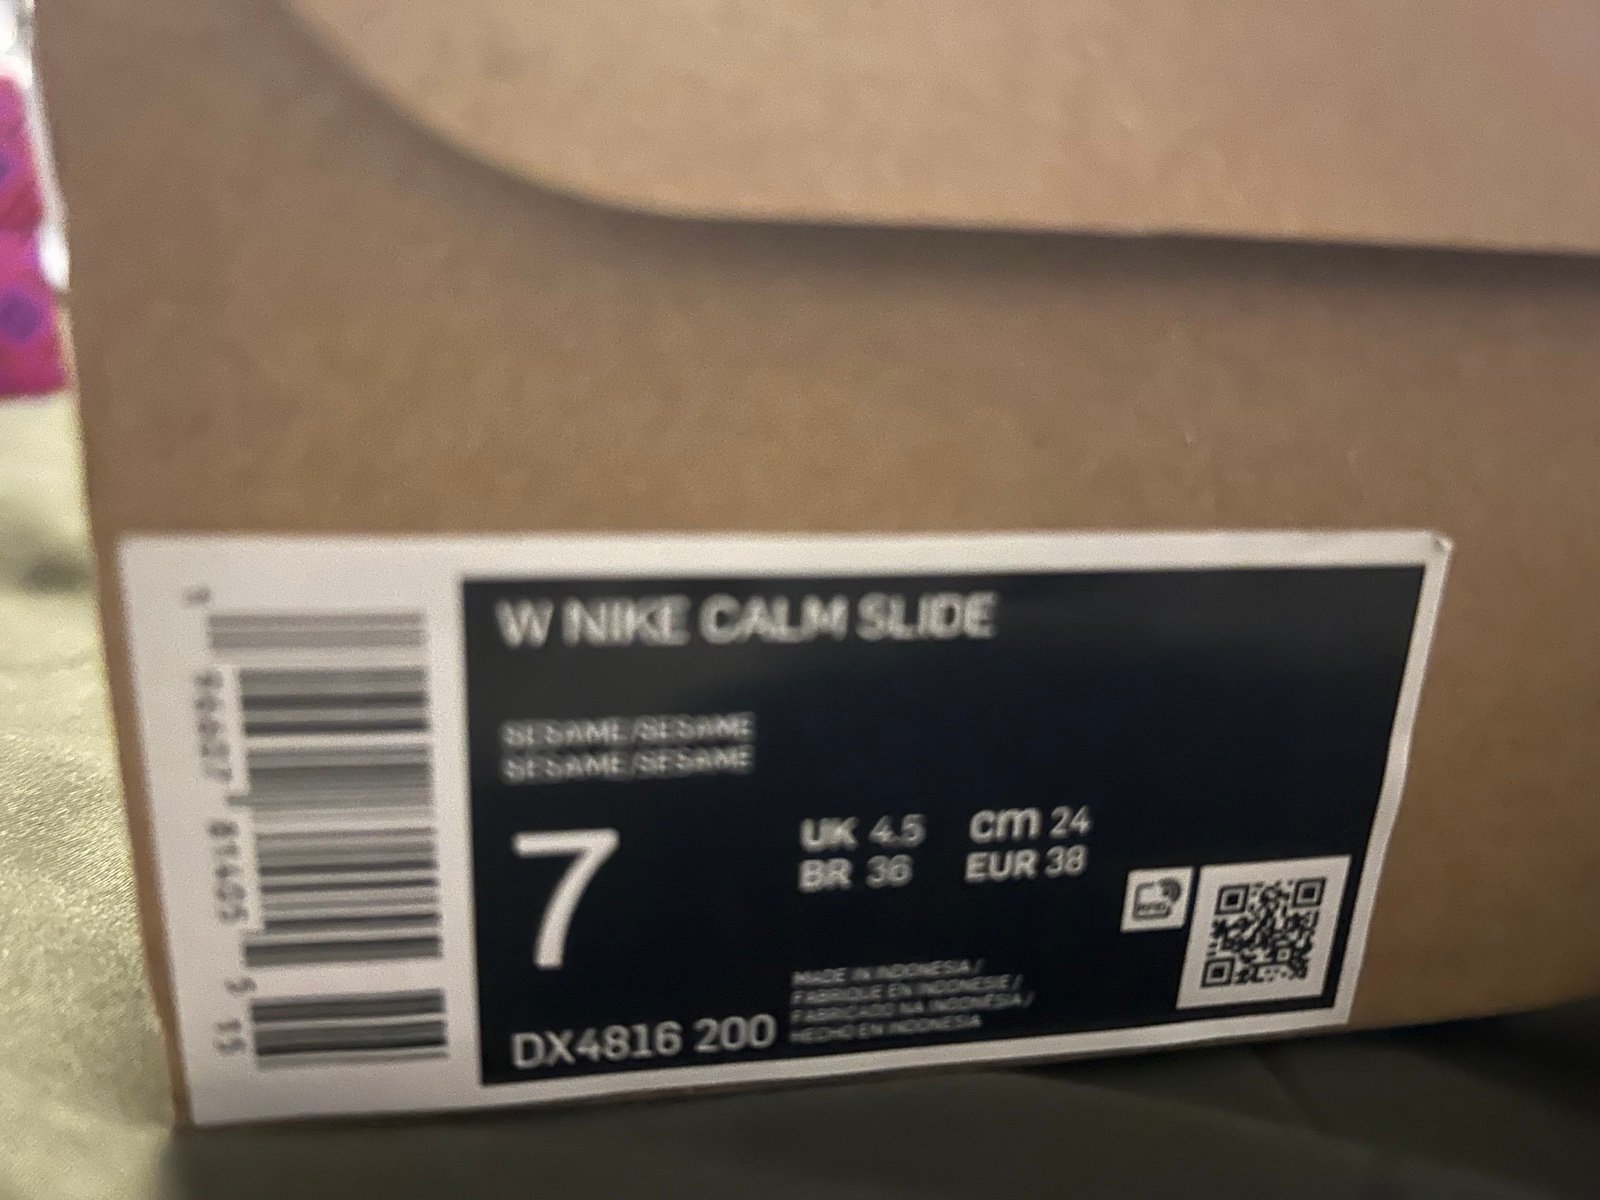 W NIKE CALM SLIDE
SESAME/SESAME
SESAME/SESAME
7
UK 4.5 cm 24
BR 36 EUR 38
DX4816 200
MADE IN INDONESIA /
FABRIQUE EN INDONESIE /
FABRICADO NA INDONESIA /
HECHO EN INDONESIA